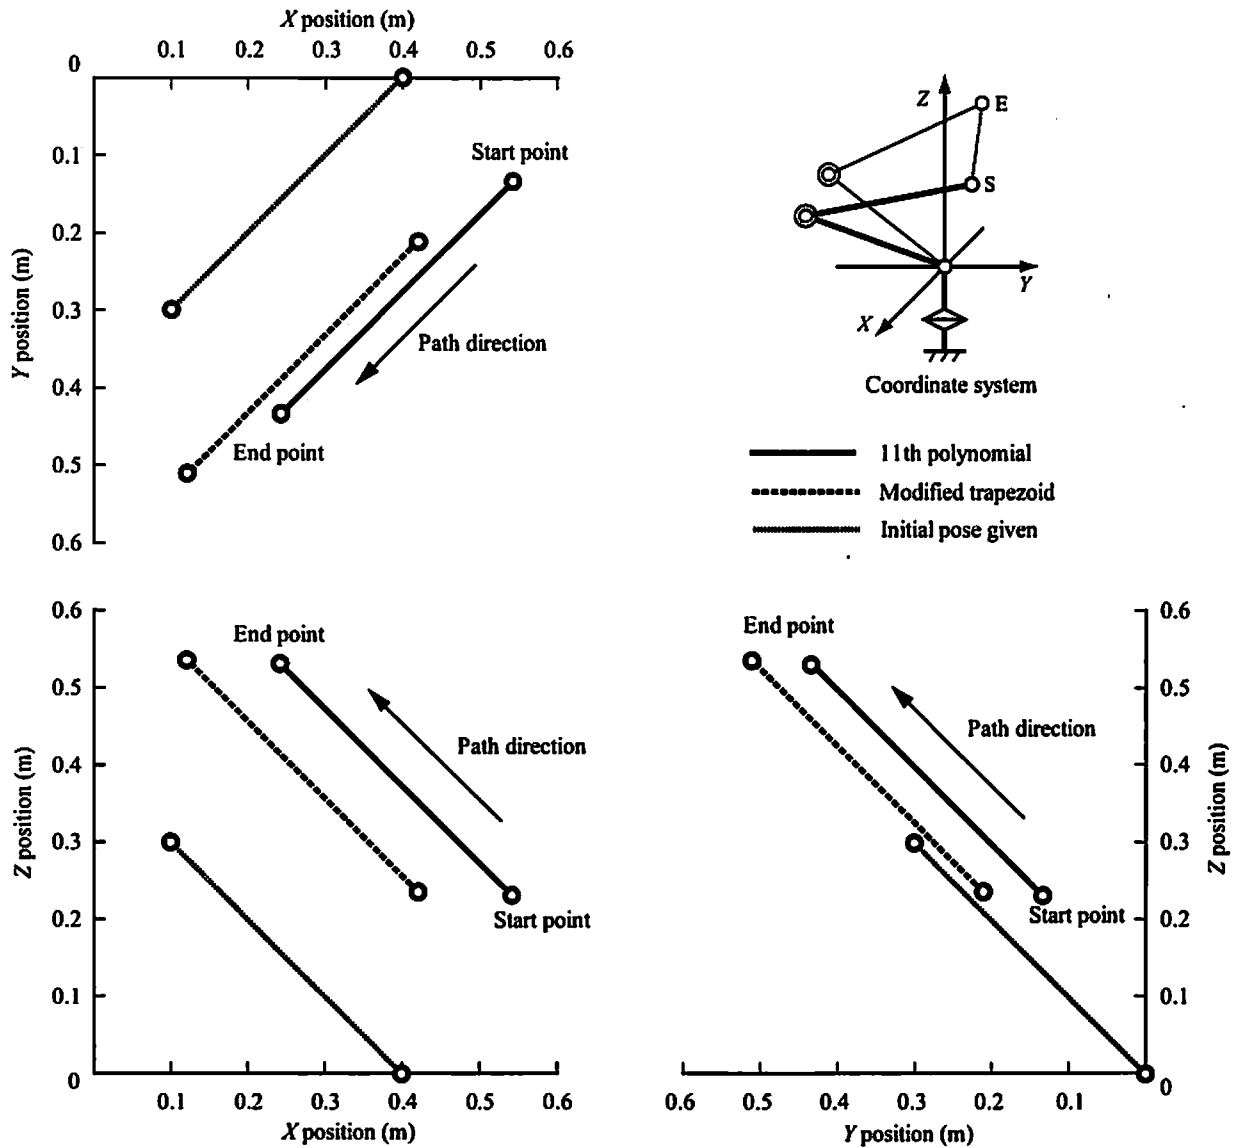 X position (m)
0.1 0.2 0.3 0.4 0.5 0.6
0
0.1
0.2
0.3
0.4
0.5
0.6
Y position (m)
Start point
Path direction
End point
Z
E
S
Y
X
Coordinate system
11th polynomial
Modified trapezoid
Initial pose given
0.6
0.5
0.4
0.3
0.2
0.1
0
Z position (m)
End point
Path direction
Start point
0.1 0.2 0.3 0.4 0.5 0.6
X position (m)
End point
Path direction
Start point
0.6
0.5
0.4
0.3
0.2
0.1
0
Z position (m)
0.6 0.5 0.4 0.3 0.2 0.1
Y position (m)